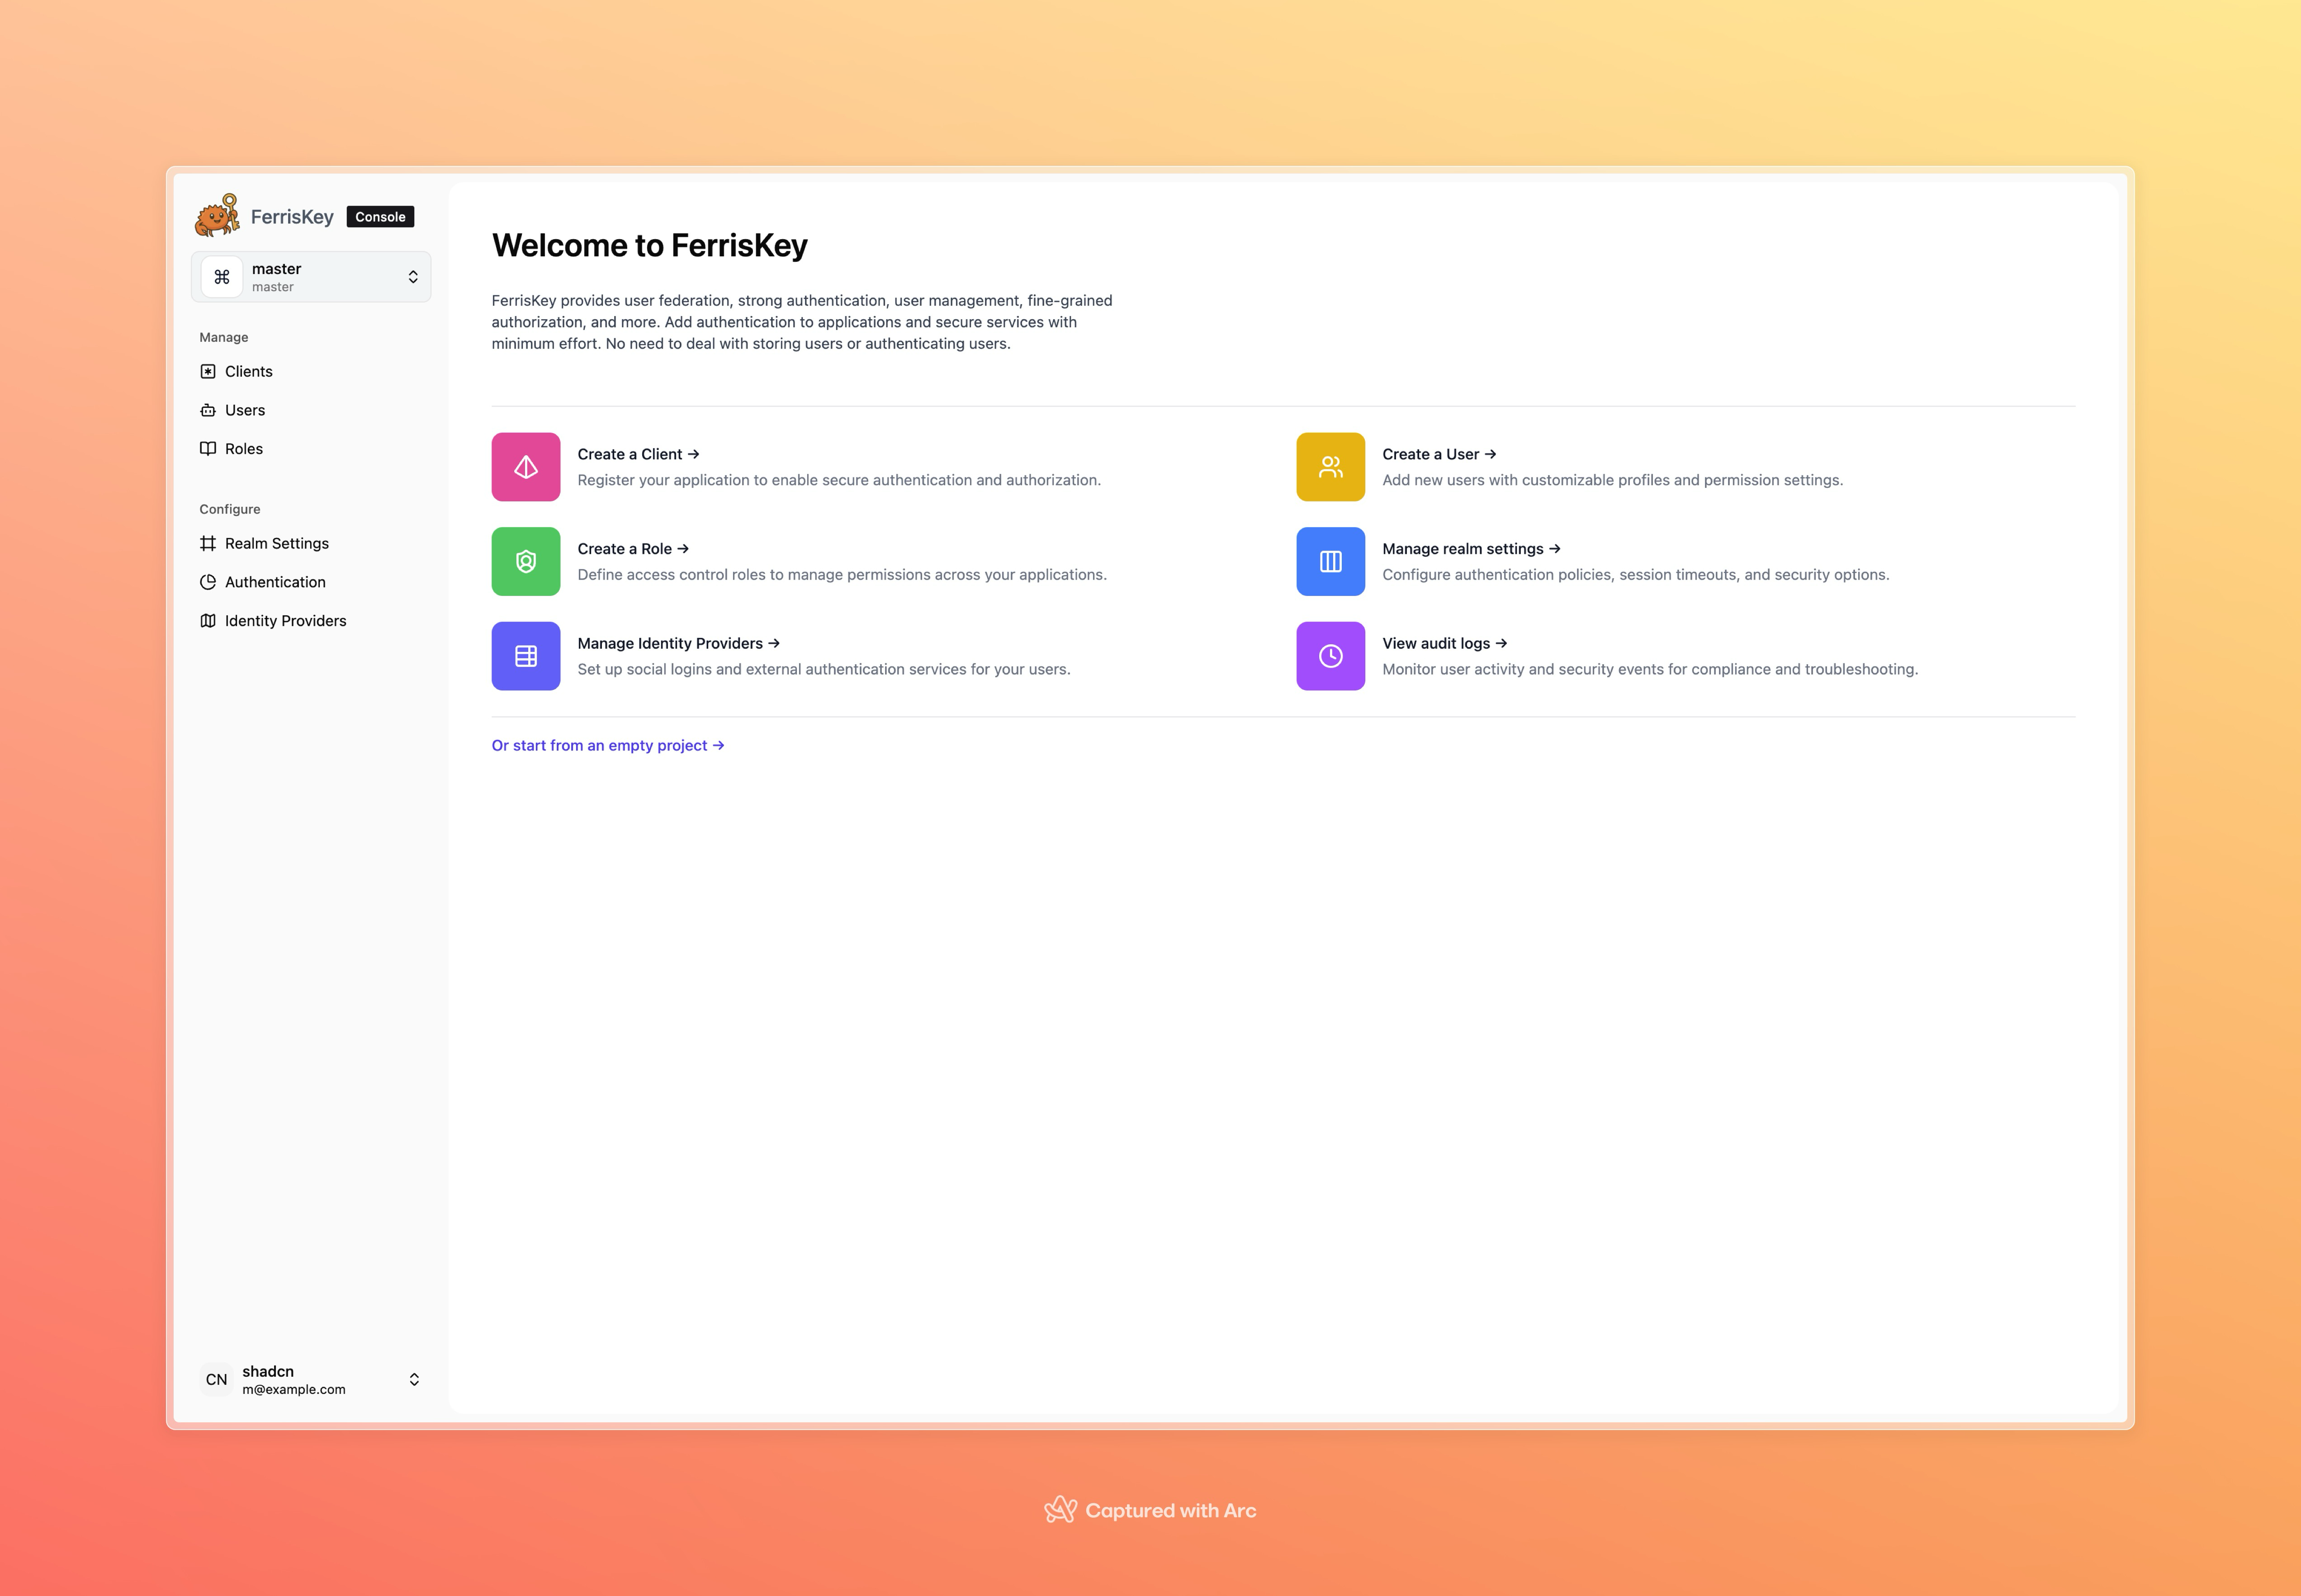 FerrisKey Console
master
master
Manage
Clients
Users
Roles
Configure
Realm Settings
Authentication
Identity Providers
CN
shadcn
m@example.com
Welcome to FerrisKey
FerrisKey provides user federation, strong authentication, user management, fine-grained
authorization, and more. Add authentication to applications and secure services with
minimum effort. No need to deal with storing users or authenticating users.
Create a Client →
Register your application to enable secure authentication and authorization.
Create a User →
Add new users with customizable profiles and permission settings.
Create a Role →
Define access control roles to manage permissions across your applications.
Manage realm settings →
Configure authentication policies, session timeouts, and security options.
Manage Identity Providers →
Set up social logins and external authentication services for your users.
View audit logs →
Monitor user activity and security events for compliance and troubleshooting.
Or start from an empty project →
Captured with Arc